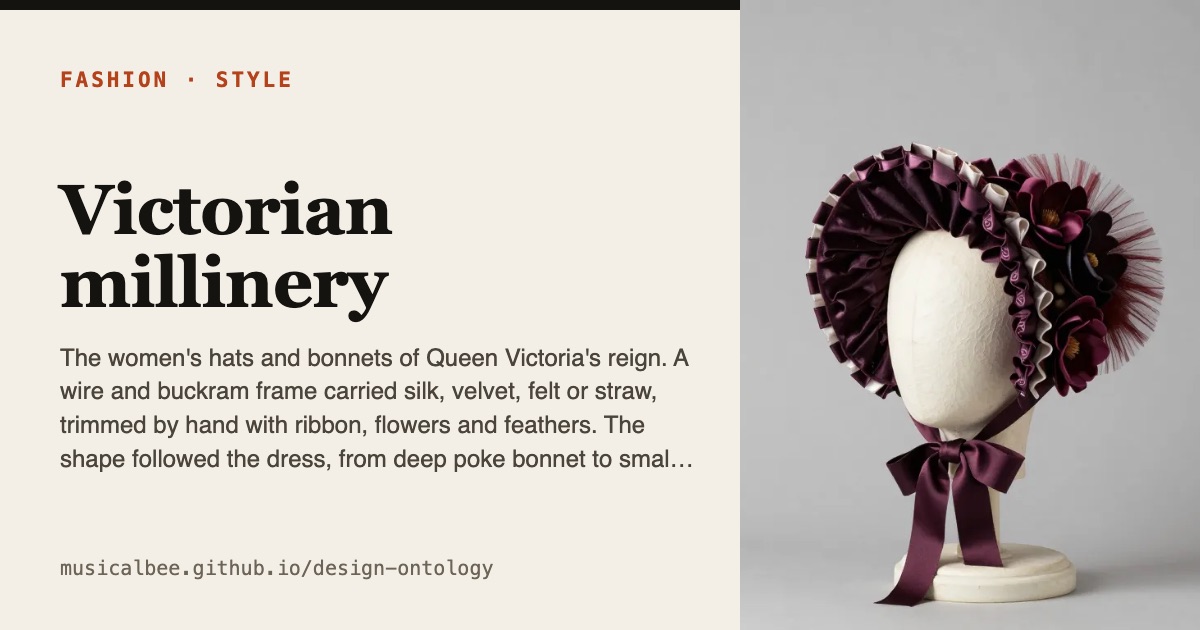 FASHION · STYLE
Victorian
millinery
The women's hats and bonnets of Queen Victoria's reign. A
wire and buckram frame carried silk, velvet, felt or straw,
trimmed by hand with ribbon, flowers and feathers. The
shape followed the dress, from deep poke bonnet to smal…
musicalbee.github.io/design-ontology